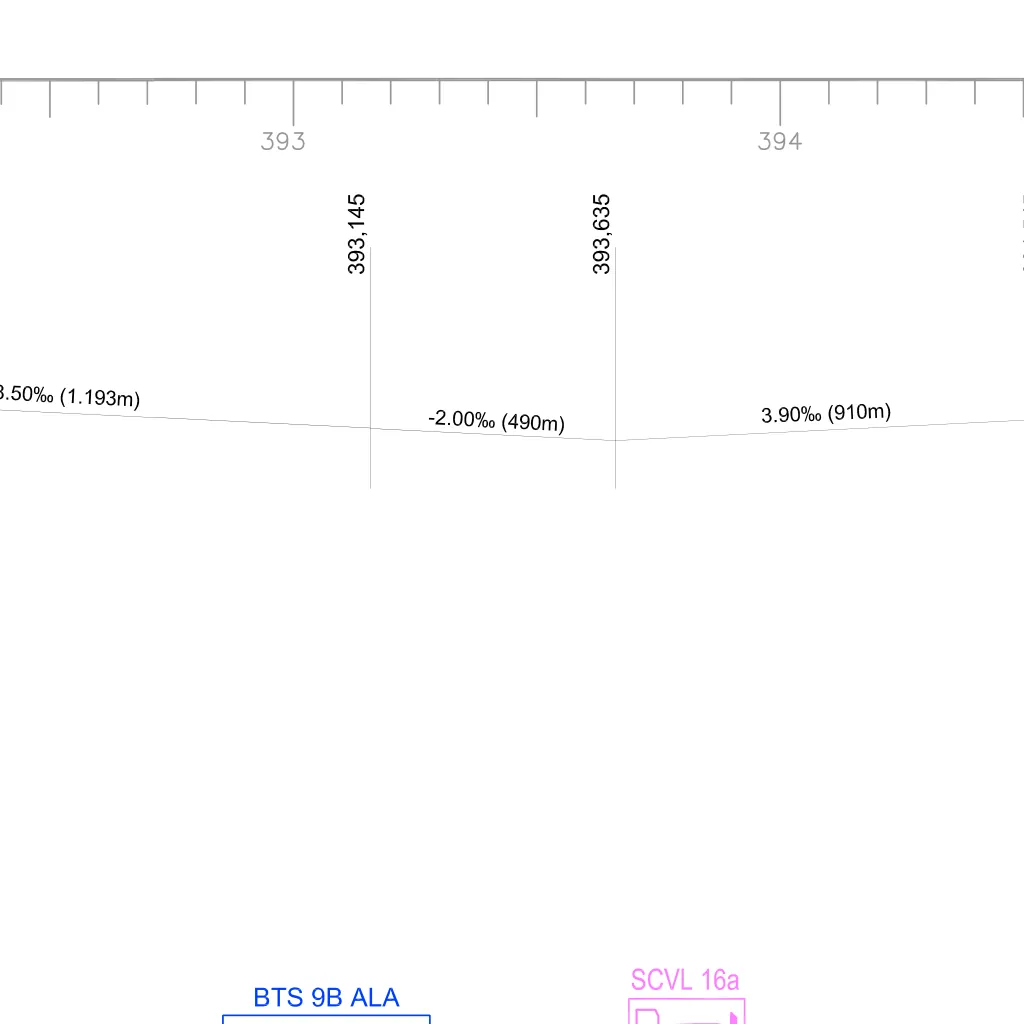 393
394
393,145
393,635
3.50‰ (1.193m)
-2.00‰ (490m)
3.90‰ (910m)
SCVL 16a
BTS 9B ALA